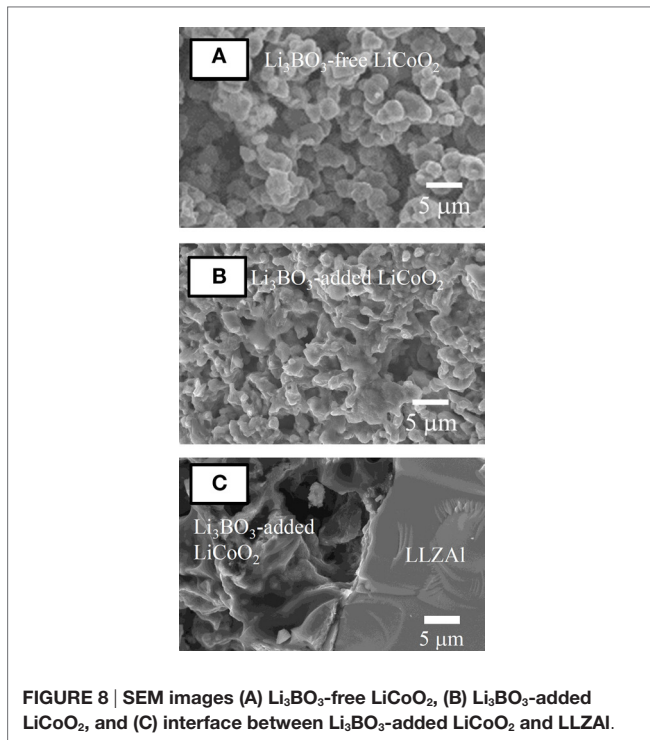 A
Li₃BO₃-free LiCoO₂
5 µm
B
Li₃BO₃-added LiCoO₂
5 µm
C
Li₃BO₃-added
LiCoO₂
LLZAl
5 µm
FIGURE 8 | SEM images (A) Li₃BO₃-free LiCoO₂, (B) Li₃BO₃-added
LiCoO₂, and (C) interface between Li₃BO₃-added LiCoO₂ and LLZAl.